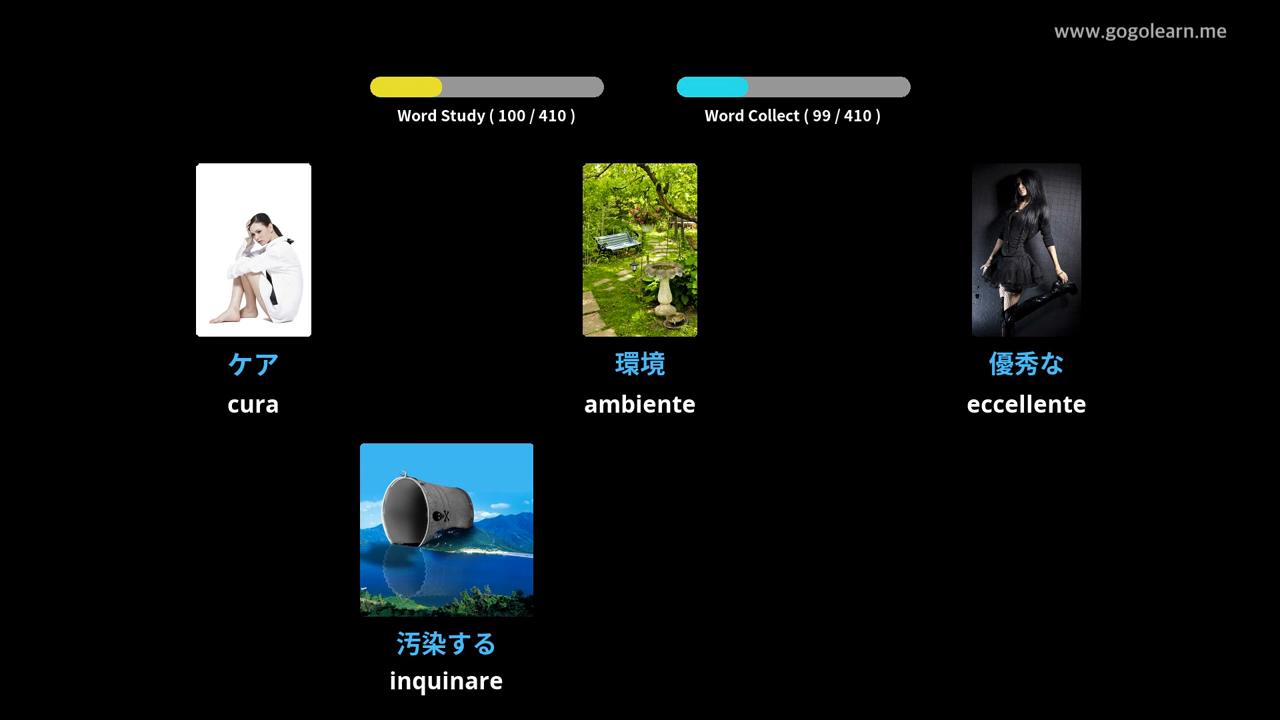 www.gogolearn.me
Word Study ( 100 / 410 )
Word Collect ( 99 / 410 )
ケア
環境
優秀な
cura
ambiente
eccellente
汚染する
inquinare